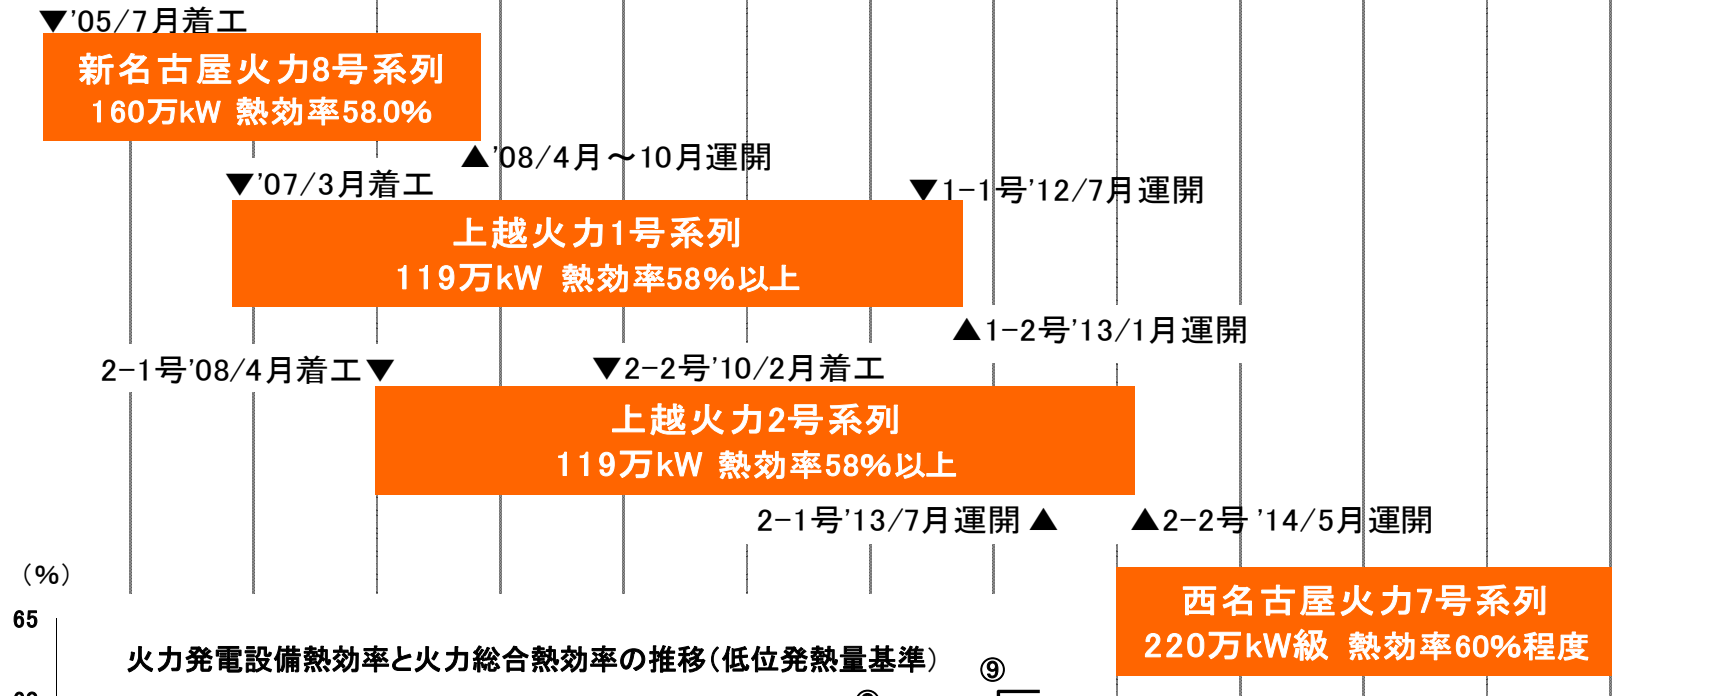 ▼'05/7月着工
新名古屋火力8号系列
160万kW 熱効率58.0%
▲'08/4月～10月運開
▼'07/3月着工
▼1-1号'12/7月運開
上越火力1号系列
119万kW 熱効率58%以上
▲1-2号'13/1月運開
2-1号'08/4月着工▼
▼2-2号'10/2月着工
上越火力2号系列
119万kW 熱効率58%以上
2-1号'13/7月運開▲
▲2-2号 '14/5月運開
（%）
西名古屋火力7号系列
220万kW級 熱効率60%程度
65
火力発電設備熱効率と火力総合熱効率の推移（低位発熱量基準）
⑨